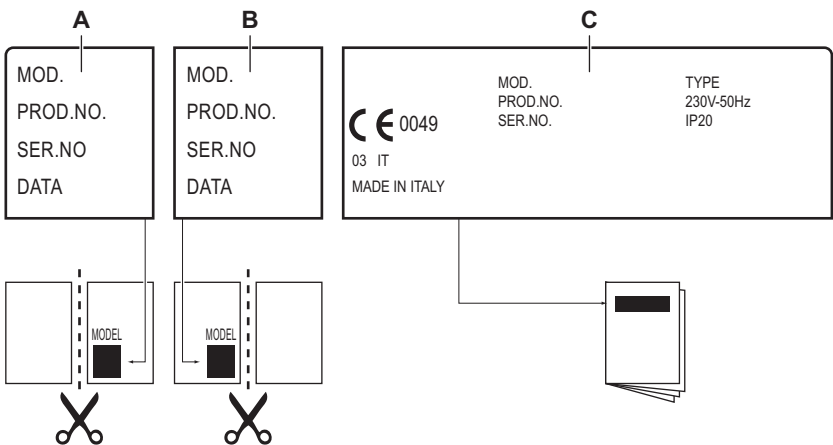 A
B
C
MOD.
PROD.NO.
SER.NO
DATA
MOD.
PROD.NO.
SER.NO
DATA
MOD.
PROD.NO.
SER.NO.
TYPE
230V-50Hz
IP20
CE 0049
03 IT
MADE IN ITALY
MODEL
MODEL